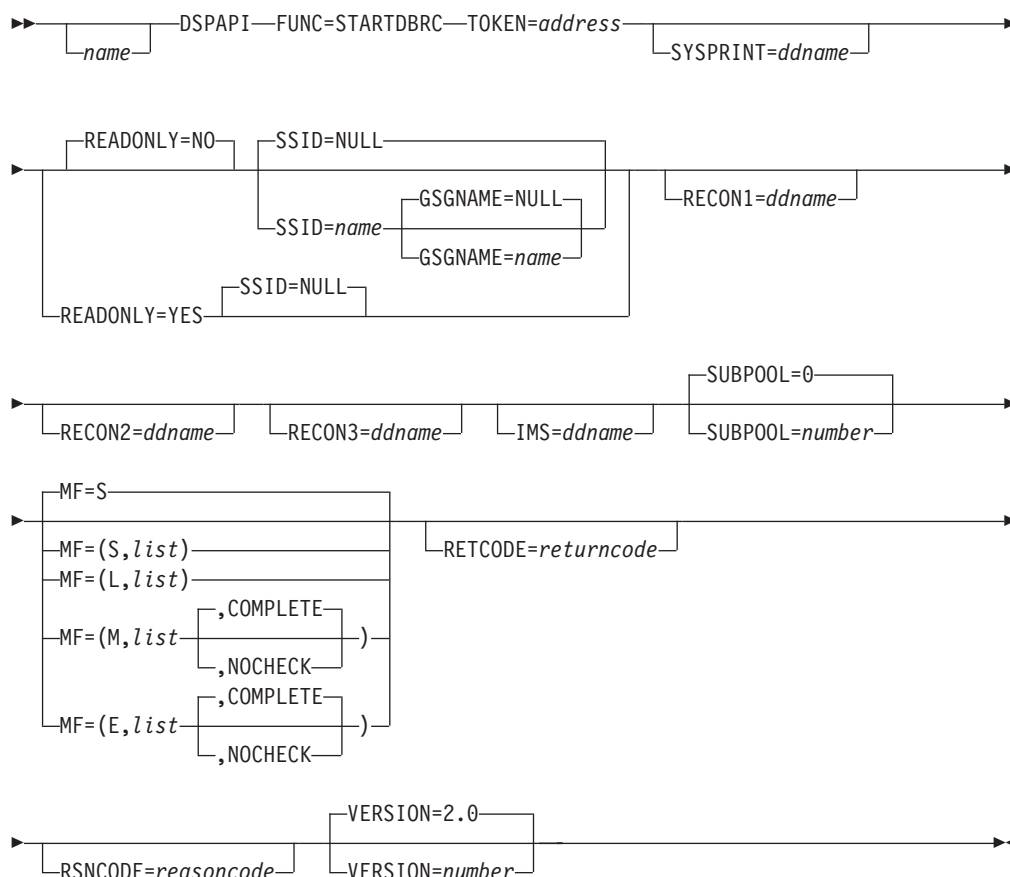 DSPAPI FUNC=STARTDBRC TOKEN=address
name
SYSPRINT=ddname
READONLY=NO
SSID=NULL
SSID=name
GSGNAME=NULL
GSGNAME=name
READONLY=YES
SSID=NULL
RECON1=ddname
RECON2=ddname
RECON3=ddname
IMS=ddname
SUBPOOL=0
SUBPOOL=number
MF=S
MF=(S,list)
MF=(L,list)
MF=(M,list
,COMPLETE
,NOCHECK
)
MF=(E,list
,COMPLETE
,NOCHECK
)
RETCODE=returncode
RSNCODE=reasoncode
VERSION=2.0
VERSION=number